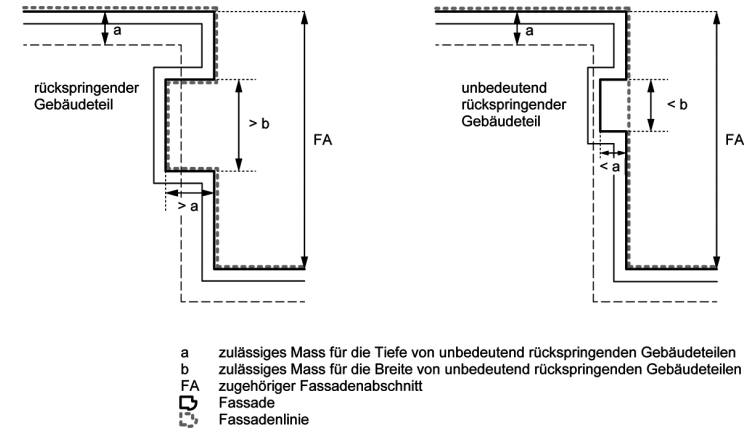 a
rückspringender
Gebäudeteil
> b
FA
> a
a
unbedeutend
rückspringender
Gebäudeteil
< b
FA
< a
a zulässiges Mass für die Tiefe von unbedeutend rückspringenden Gebäudeteilen
b zulässiges Mass für die Breite von unbedeutend rückspringenden Gebäudeteilen
FA zugehöriger Fassadenabschnitt
Fassade
Fassadenlinie